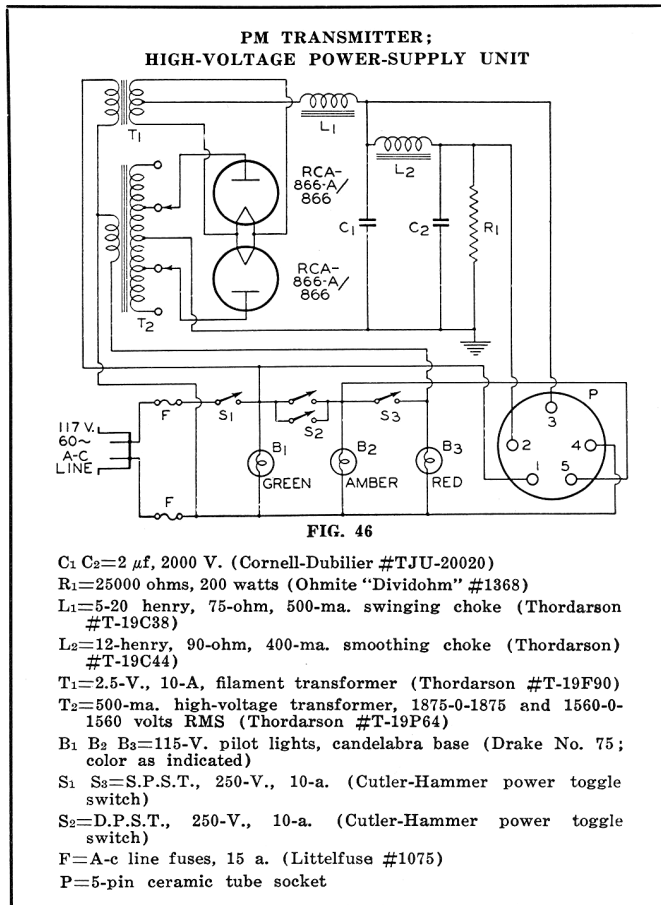 PM TRANSMITTER;
HIGH-VOLTAGE POWER-SUPPLY UNIT
T1
L1
L2
RCA-
866-A/
866
C1
C2
R1
RCA-
866-A/
866
T2
117 V.
60~
A-C
LINE
F
S1
S2
S3
P
3
2
4
1
5
B1
GREEN
B2
AMBER
B3
RED
F
FIG. 46
C1 C2=2 μf, 2000 V. (Cornell-Dubilier #TJU-20020)
R1=25000 ohms, 200 watts (Ohmite "Dividohm" #1368)
L1=5-20 henry, 75-ohm, 500-ma. swinging choke (Thordarson
#T-19C38)
L2=12-henry, 90-ohm, 400-ma. smoothing choke (Thordarson)
#T-19C44)
T1=2.5-V., 10-A, filament transformer (Thordarson #T-19F90)
T2=500-ma. high-voltage transformer, 1875-0-1875 and 1560-0-
1560 volts RMS (Thordarson #T-19P64)
B1 B2 B3=115-V. pilot lights, candelabra base (Drake No. 75;
color as indicated)
S1 S3=S.P.S.T., 250-V., 10-a. (Cutler-Hammer power toggle
switch)
S2=D.P.S.T., 250-V., 10-a. (Cutler-Hammer power toggle
switch)
F=A-c line fuses, 15 a. (Littelfuse #1075)
P=5-pin ceramic tube socket